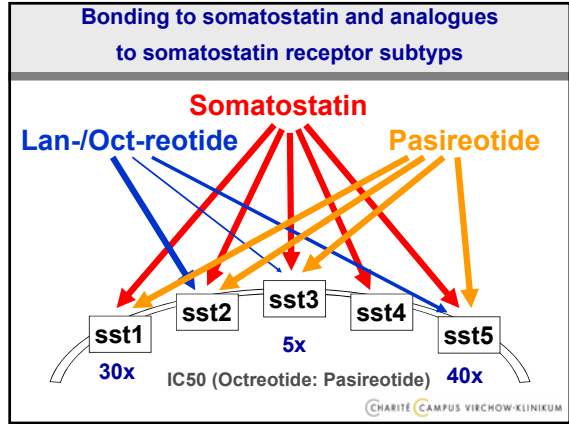 Bonding to somatostatin and analogues
to somatostatin receptor subtyps
Somatostatin
Lan-/Oct-reotide
Pasireotide
sst1
sst2
sst3
sst4
sst5
30x
5x
IC50 (Octreotide: Pasireotide)
40x
CHARITÉ CAMPUS VIRCHOW-KLINIKUM